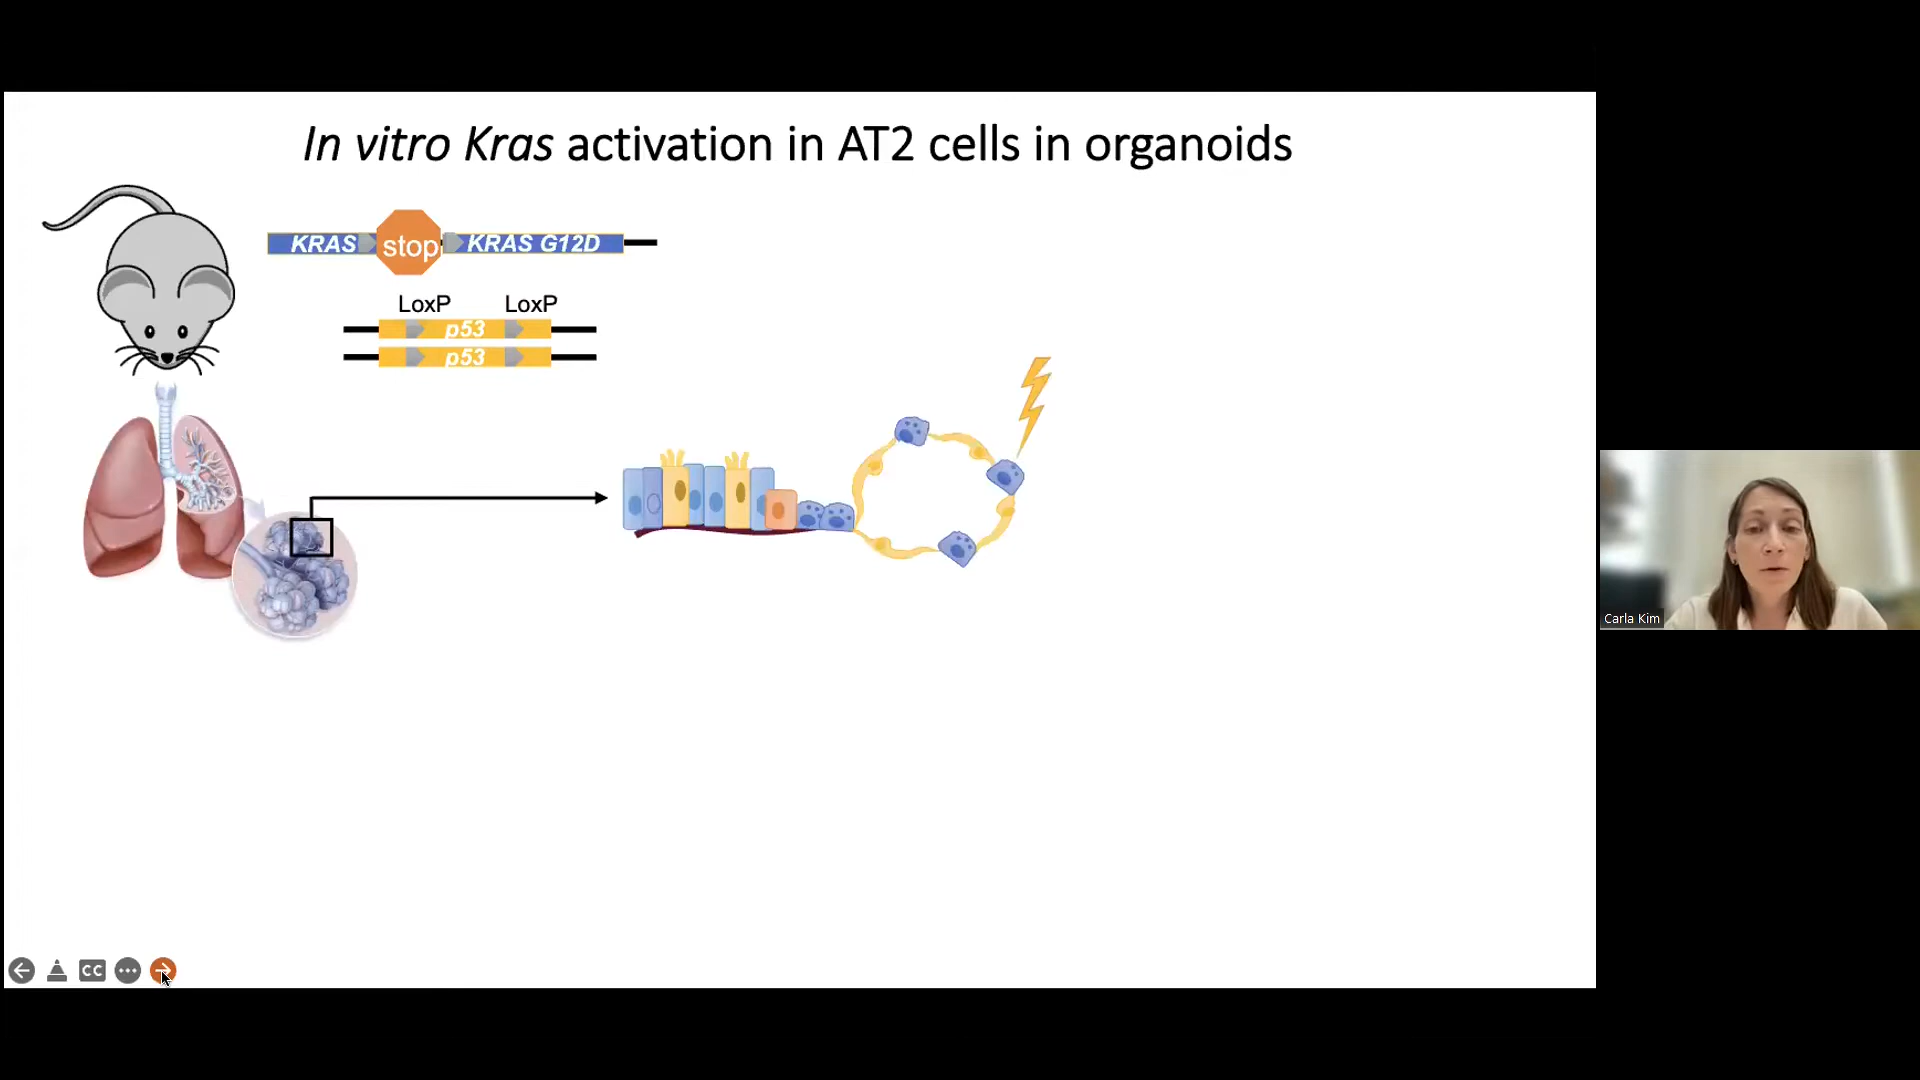 In vitro Kras activation in AT2 cells in organoids
KRAS stop KRAS G12D
LoxP LoxP
p53
p53
Carla Kim
CC